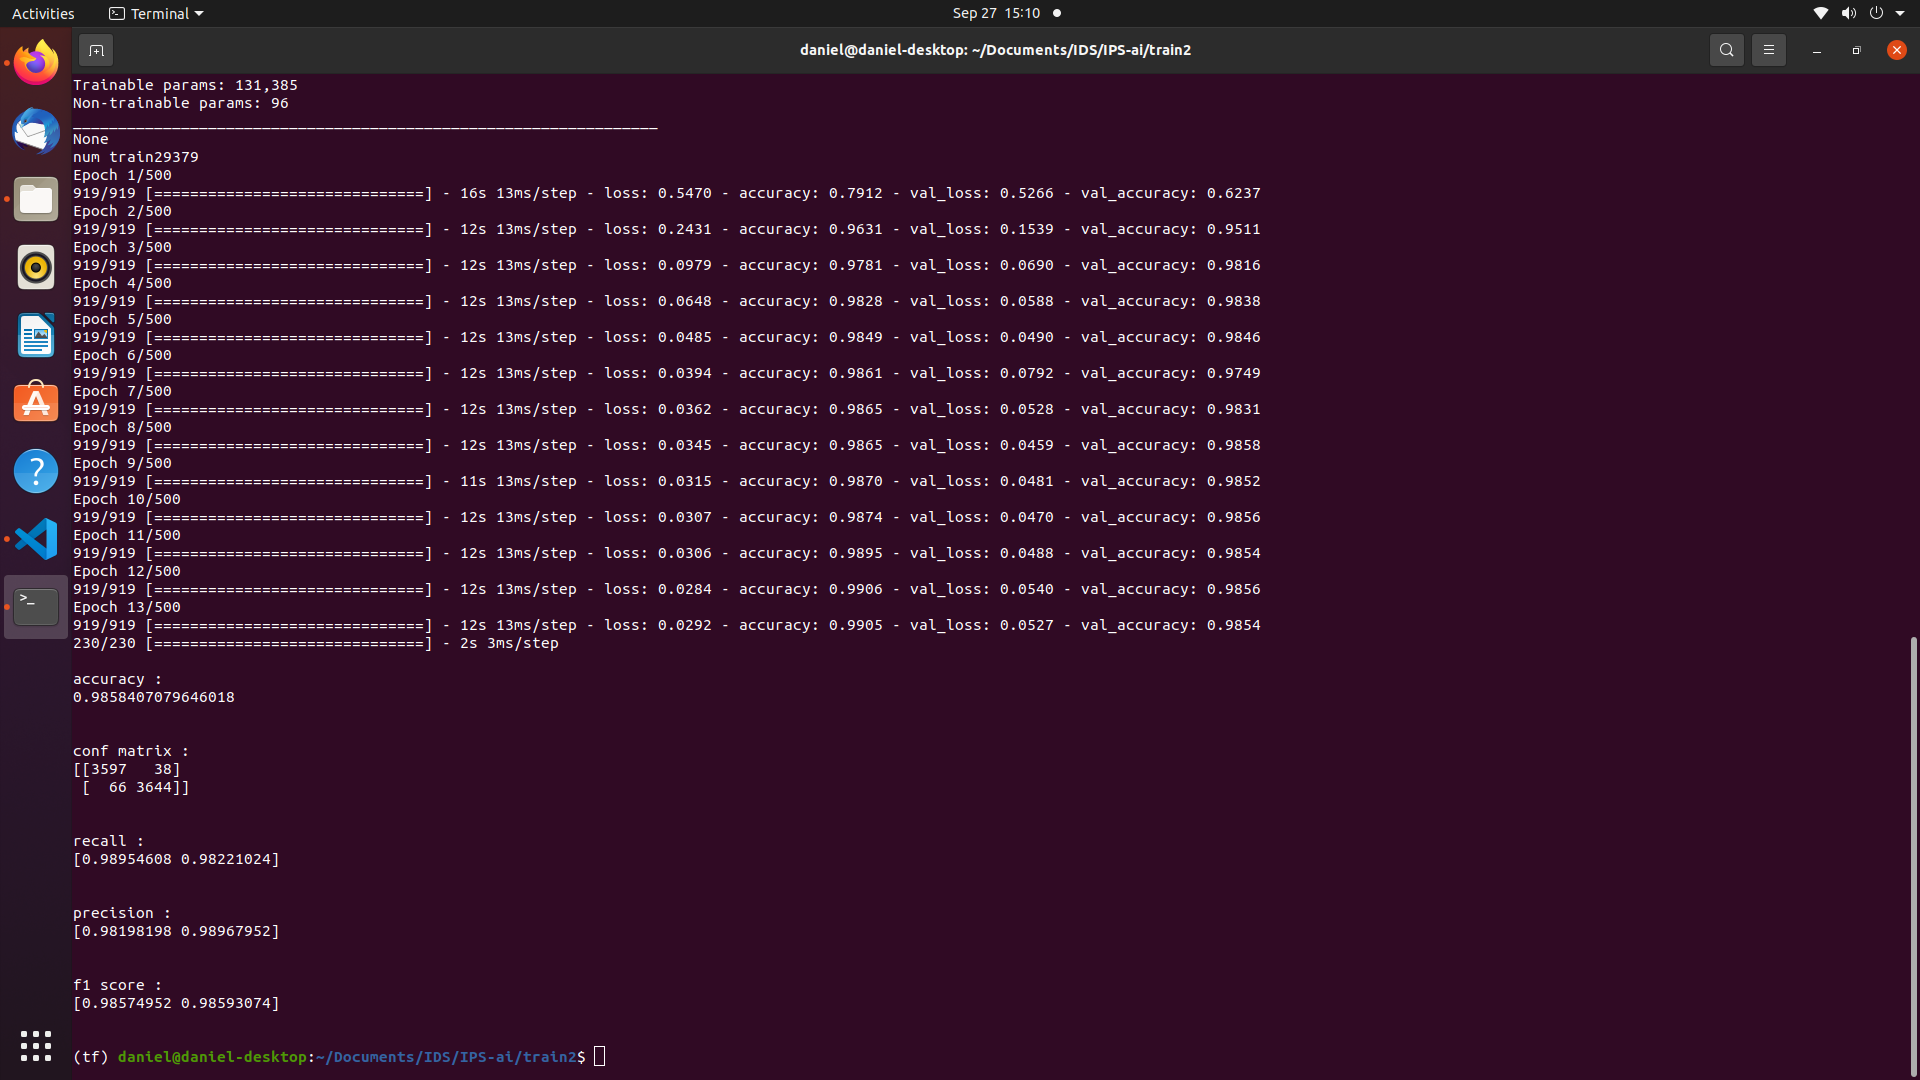 Activities Terminal Sep 27 15:10
daniel@daniel-desktop: ~/Documents/IDS/IPS-ai/train2
Trainable params: 131,385
Non-trainable params: 96
_________________________________________________________________
None
num train29379
Epoch 1/500
919/919 [==============================] - 16s 13ms/step - loss: 0.5470 - accuracy: 0.7912 - val_loss: 0.5266 - val_accuracy: 0.6237
Epoch 2/500
919/919 [==============================] - 12s 13ms/step - loss: 0.2431 - accuracy: 0.9631 - val_loss: 0.1539 - val_accuracy: 0.9511
Epoch 3/500
919/919 [==============================] - 12s 13ms/step - loss: 0.0979 - accuracy: 0.9781 - val_loss: 0.0690 - val_accuracy: 0.9816
Epoch 4/500
919/919 [==============================] - 12s 13ms/step - loss: 0.0648 - accuracy: 0.9828 - val_loss: 0.0588 - val_accuracy: 0.9838
Epoch 5/500
919/919 [==============================] - 12s 13ms/step - loss: 0.0485 - accuracy: 0.9849 - val_loss: 0.0490 - val_accuracy: 0.9846
Epoch 6/500
919/919 [==============================] - 12s 13ms/step - loss: 0.0394 - accuracy: 0.9861 - val_loss: 0.0792 - val_accuracy: 0.9749
Epoch 7/500
919/919 [==============================] - 12s 13ms/step - loss: 0.0362 - accuracy: 0.9865 - val_loss: 0.0528 - val_accuracy: 0.9831
Epoch 8/500
919/919 [==============================] - 12s 13ms/step - loss: 0.0345 - accuracy: 0.9865 - val_loss: 0.0459 - val_accuracy: 0.9858
Epoch 9/500
919/919 [==============================] - 11s 13ms/step - loss: 0.0315 - accuracy: 0.9870 - val_loss: 0.0481 - val_accuracy: 0.9852
Epoch 10/500
919/919 [==============================] - 12s 13ms/step - loss: 0.0307 - accuracy: 0.9874 - val_loss: 0.0470 - val_accuracy: 0.9856
Epoch 11/500
919/919 [==============================] - 12s 13ms/step - loss: 0.0306 - accuracy: 0.9895 - val_loss: 0.0488 - val_accuracy: 0.9854
Epoch 12/500
919/919 [==============================] - 12s 13ms/step - loss: 0.0284 - accuracy: 0.9906 - val_loss: 0.0540 - val_accuracy: 0.9856
Epoch 13/500
919/919 [==============================] - 12s 13ms/step - loss: 0.0292 - accuracy: 0.9905 - val_loss: 0.0527 - val_accuracy: 0.9854
230/230 [==============================] - 2s 3ms/step
accuracy :
0.9858407079646018
conf matrix :
[[3597   38]
 [  66 3644]]
recall :
[0.98954608 0.98221024]
precision :
[0.98198198 0.98967952]
f1 score :
[0.98574952 0.98593074]
(tf) daniel@daniel-desktop:~/Documents/IDS/IPS-ai/train2$